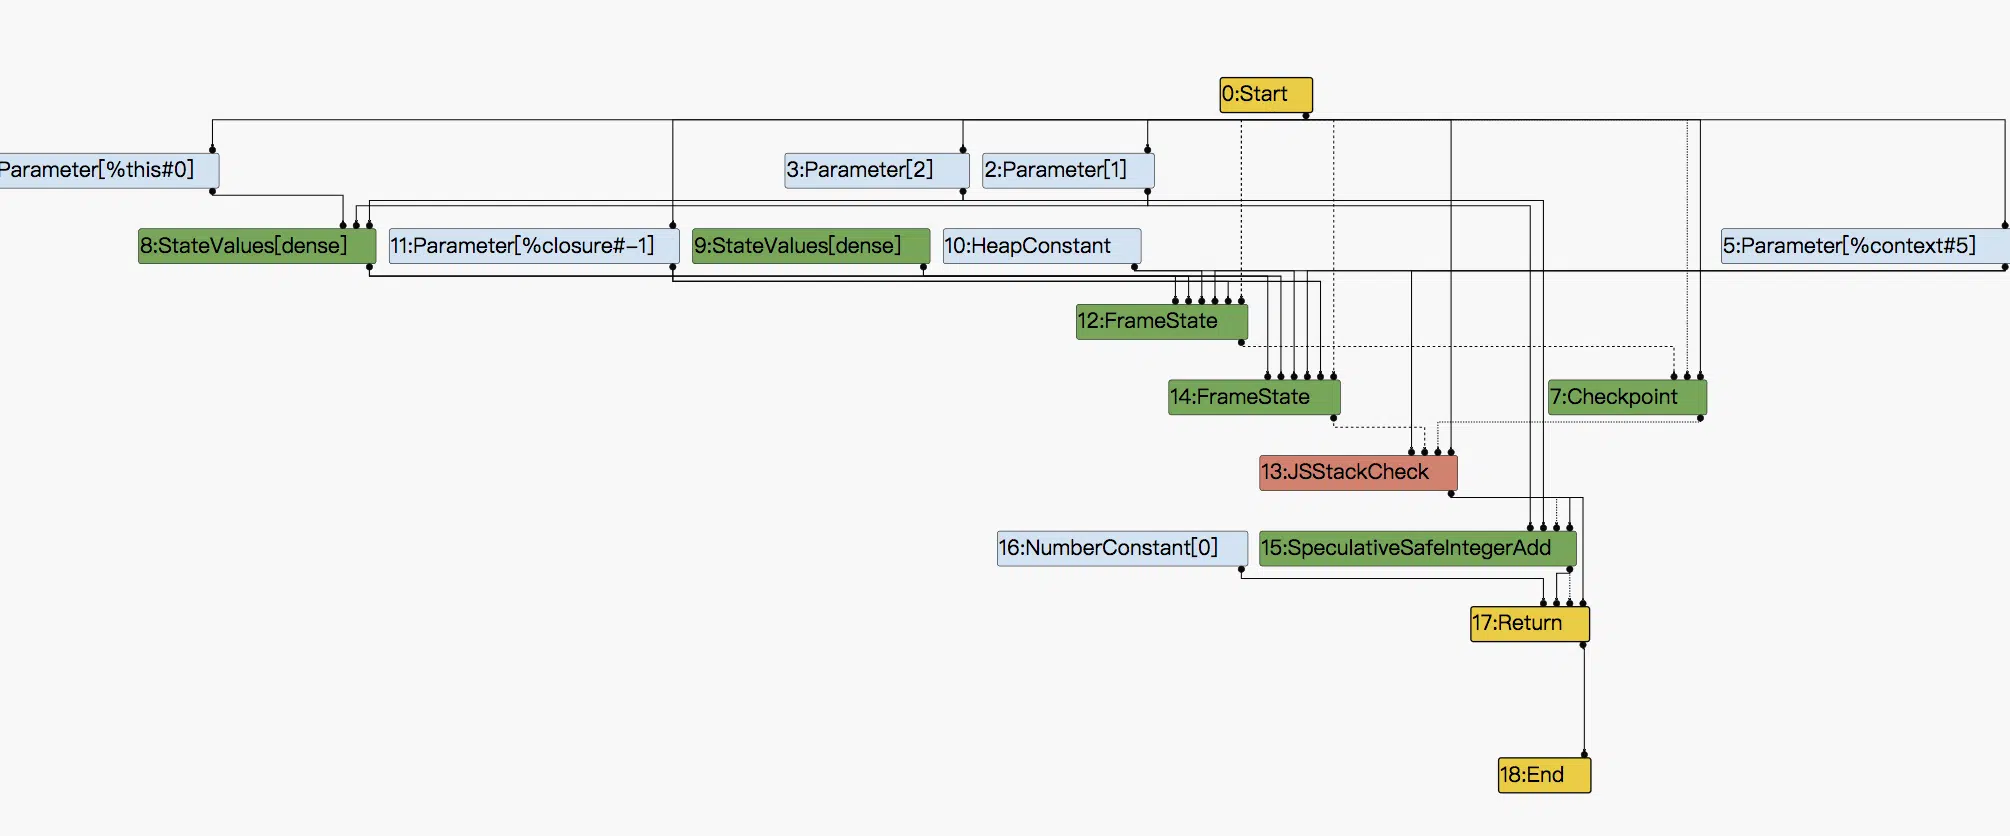 0:Start
Parameter[%this#0]
3:Parameter[2]
2:Parameter[1]
8:StateValues[dense]
11:Parameter[%closure#-1]
9:StateValues[dense]
10:HeapConstant
5:Parameter[%context#5]
12:FrameState
14:FrameState
7:Checkpoint
13:JSStackCheck
16:NumberConstant[0]
15:SpeculativeSafeIntegerAdd
17:Return
18:End